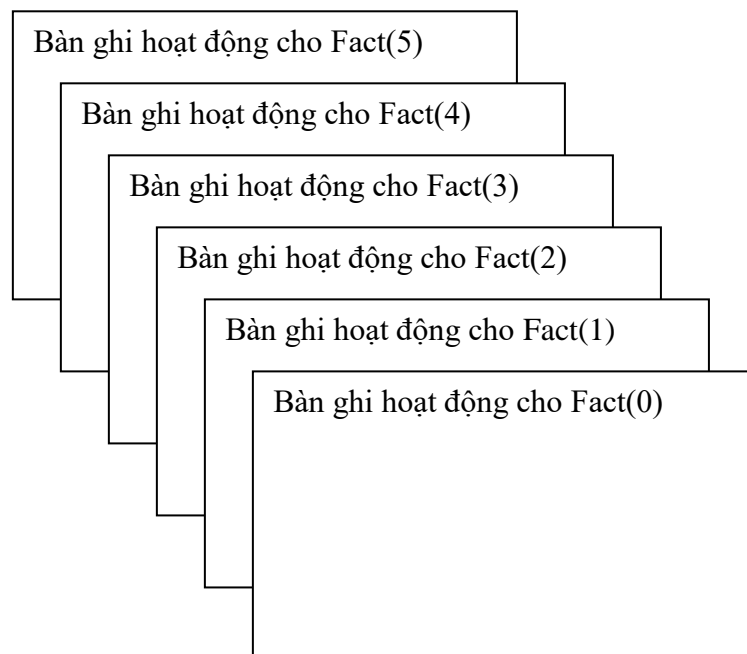 Bàn ghi hoạt động cho Fact(5)
Bàn ghi hoạt động cho Fact(4)
Bàn ghi hoạt động cho Fact(3)
Bàn ghi hoạt động cho Fact(2)
Bàn ghi hoạt động cho Fact(1)
Bàn ghi hoạt động cho Fact(0)